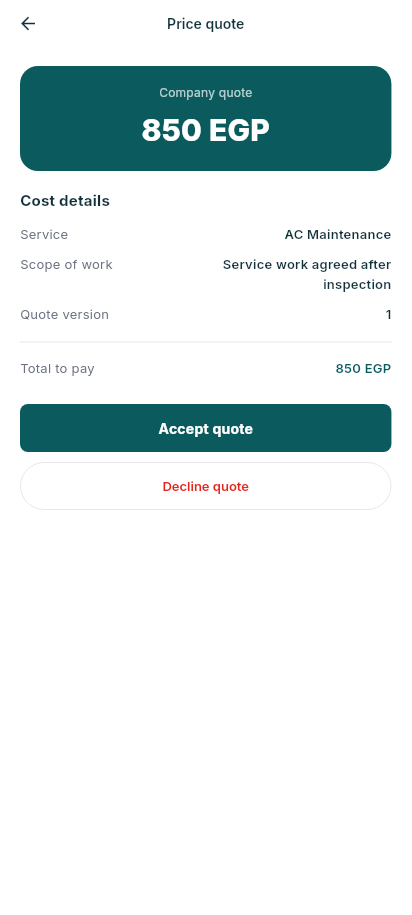 Price quote
Company quote
850 EGP
Cost details
Service AC Maintenance
Scope of work Service work agreed after
inspection
Quote version 1
Total to pay 850 EGP
Accept quote
Decline quote